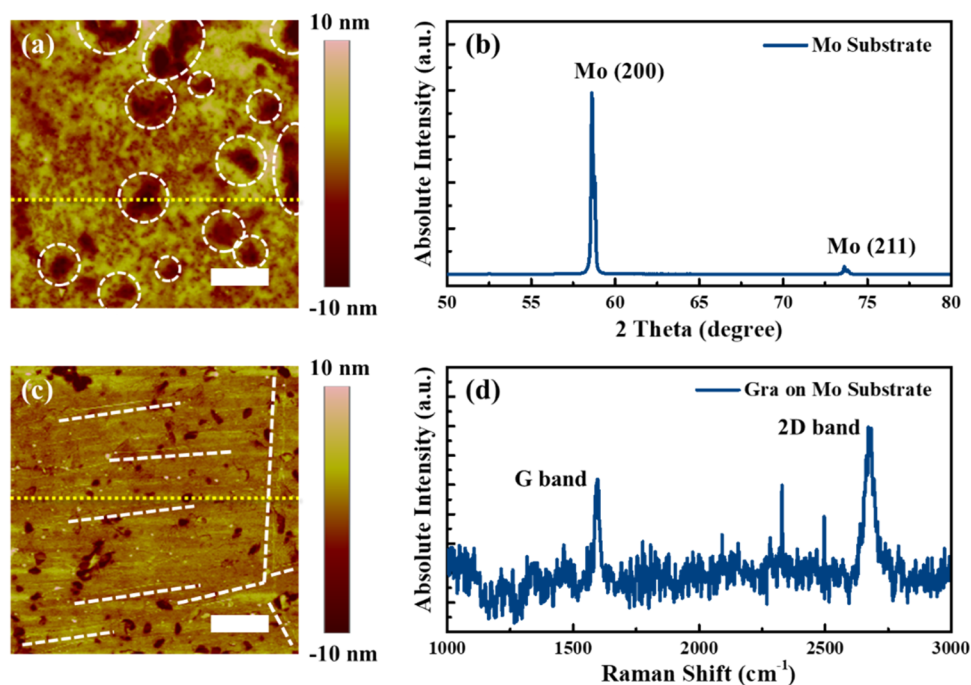 (a)
10 nm
-10 nm
(b)
Mo Substrate
Mo (200)
Mo (211)
Absolute Intensity (a.u.)
50 55 60 65 70 75 80
2 Theta (degree)
(c)
10 nm
-10 nm
(d)
Gra on Mo Substrate
2D band
G band
Absolute Intensity (a.u.)
1000 1500 2000 2500 3000
Raman Shift (cm⁻¹)